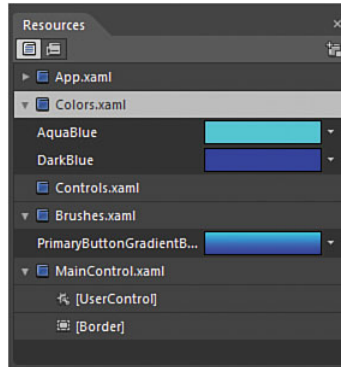 Resources
App.xaml
Colors.xaml
AquaBlue
DarkBlue
Controls.xaml
Brushes.xaml
PrimaryButtonGradientB...
MainControl.xaml
[UserControl]
[Border]